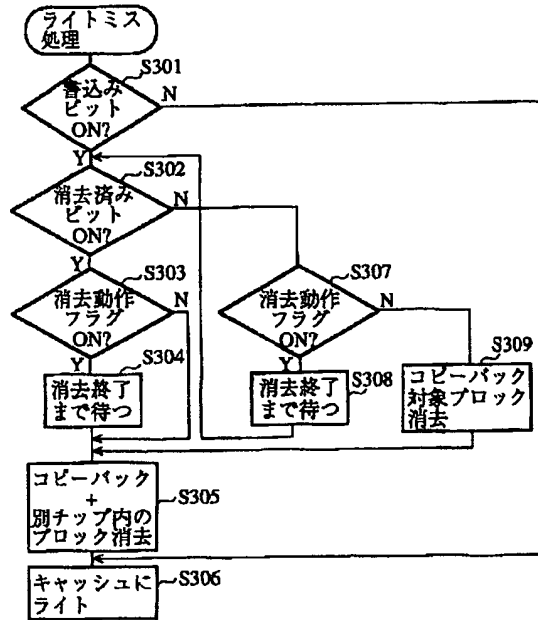 ライトミス
処理
S301
書込み
ビット
ON?
N
Y
S302
消去済み
ビット
ON?
N
Y
S303
消去動作
フラグ
ON?
N
Y
S304
消去終了
まで待つ
S307
消去動作
フラグ
ON?
N
Y
S308
消去終了
まで待つ
S309
コピーバック
対象ブロック
消去
コピーバック
+
別チップ内の
ブロック消去
S305
キャッシュに
ライト
S306